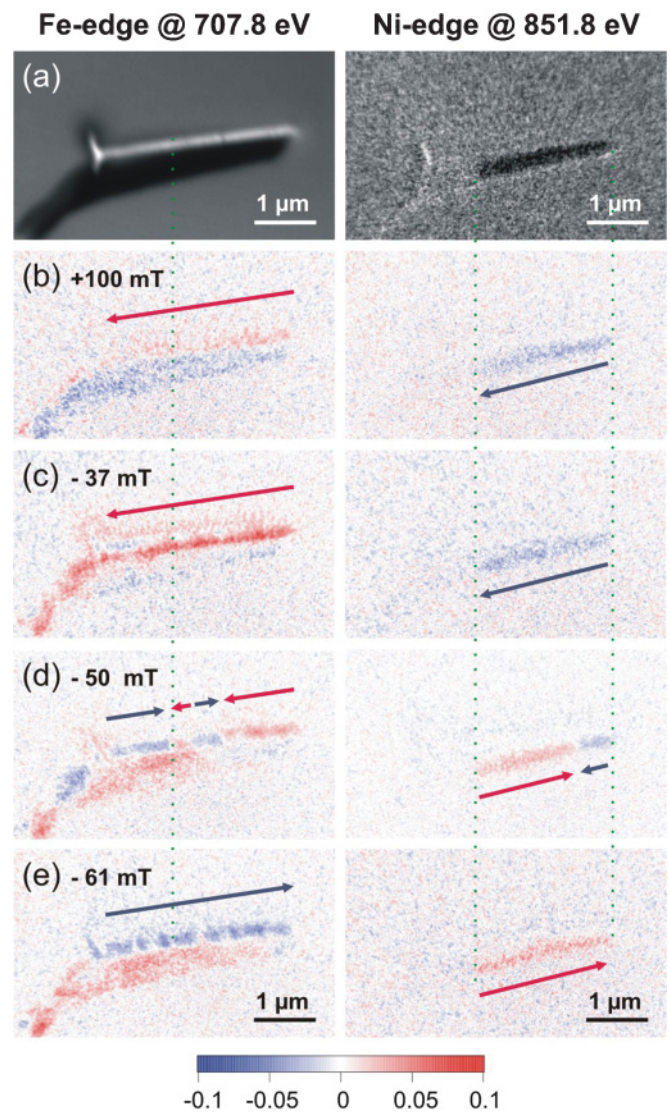 Fe-edge @ 707.8 eV Ni-edge @ 851.8 eV
(a)
1 µm 1 µm
(b) +100 mT
(c) - 37 mT
(d) - 50 mT
(e) - 61 mT
1 µm 1 µm
-0.1 -0.05 0 0.05 0.1